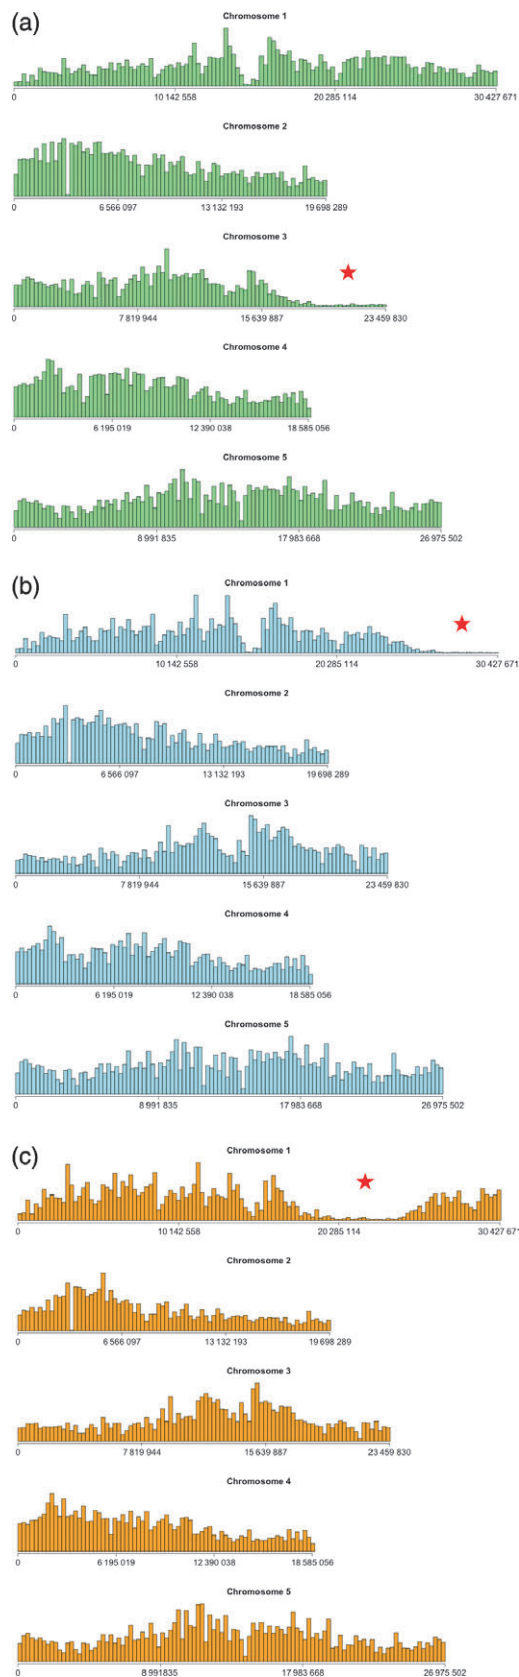 (a)
Chromosome 1
0 10 142 558 20 285 114 30 427 671
Chromosome 2
0 6 566 097 13 132 193 19 698 289
Chromosome 3
0 7 819 944 15 639 887 23 459 830
Chromosome 4
0 6 195 019 12 390 038 18 585 056
Chromosome 5
0 8 991 835 17 983 668 26 975 502
(b)
Chromosome 1
0 10 142 558 20 285 114 30 427 671
Chromosome 2
0 6 566 097 13 132 193 19 698 289
Chromosome 3
0 7 819 944 15 639 887 23 459 830
Chromosome 4
0 6 195 019 12 390 038 18 585 056
Chromosome 5
0 8 991 835 17 983 668 26 975 502
(c)
Chromosome 1
0 10 142 558 20 285 114 30 427 671
Chromosome 2
0 6 566 097 13 132 193 19 698 289
Chromosome 3
0 7 819 944 15 639 887 23 459 830
Chromosome 4
0 6 195 019 12 390 038 18 585 056
Chromosome 5
0 8 991835 17 983 668 26 975 502